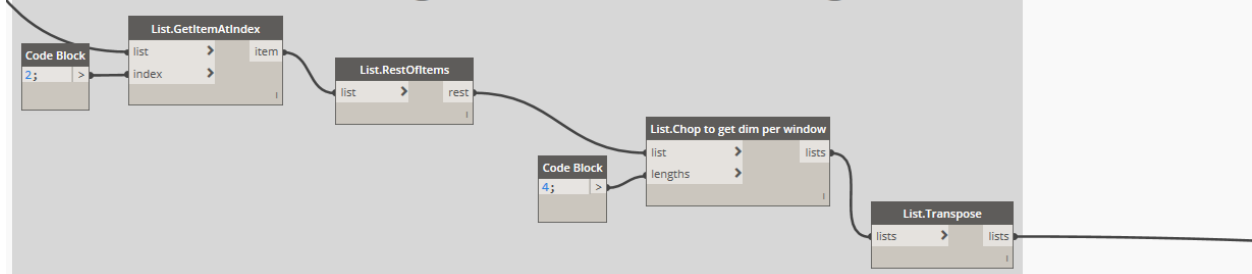 List.GetItemAtIndex
Code Block
list > item
2; >
index >
l
List.RestOfItems
list > rest
l
List.Chop to get dim per window
list > lists
Code Block
lengths >
4; >
l
List.Transpose
lists > lists
l